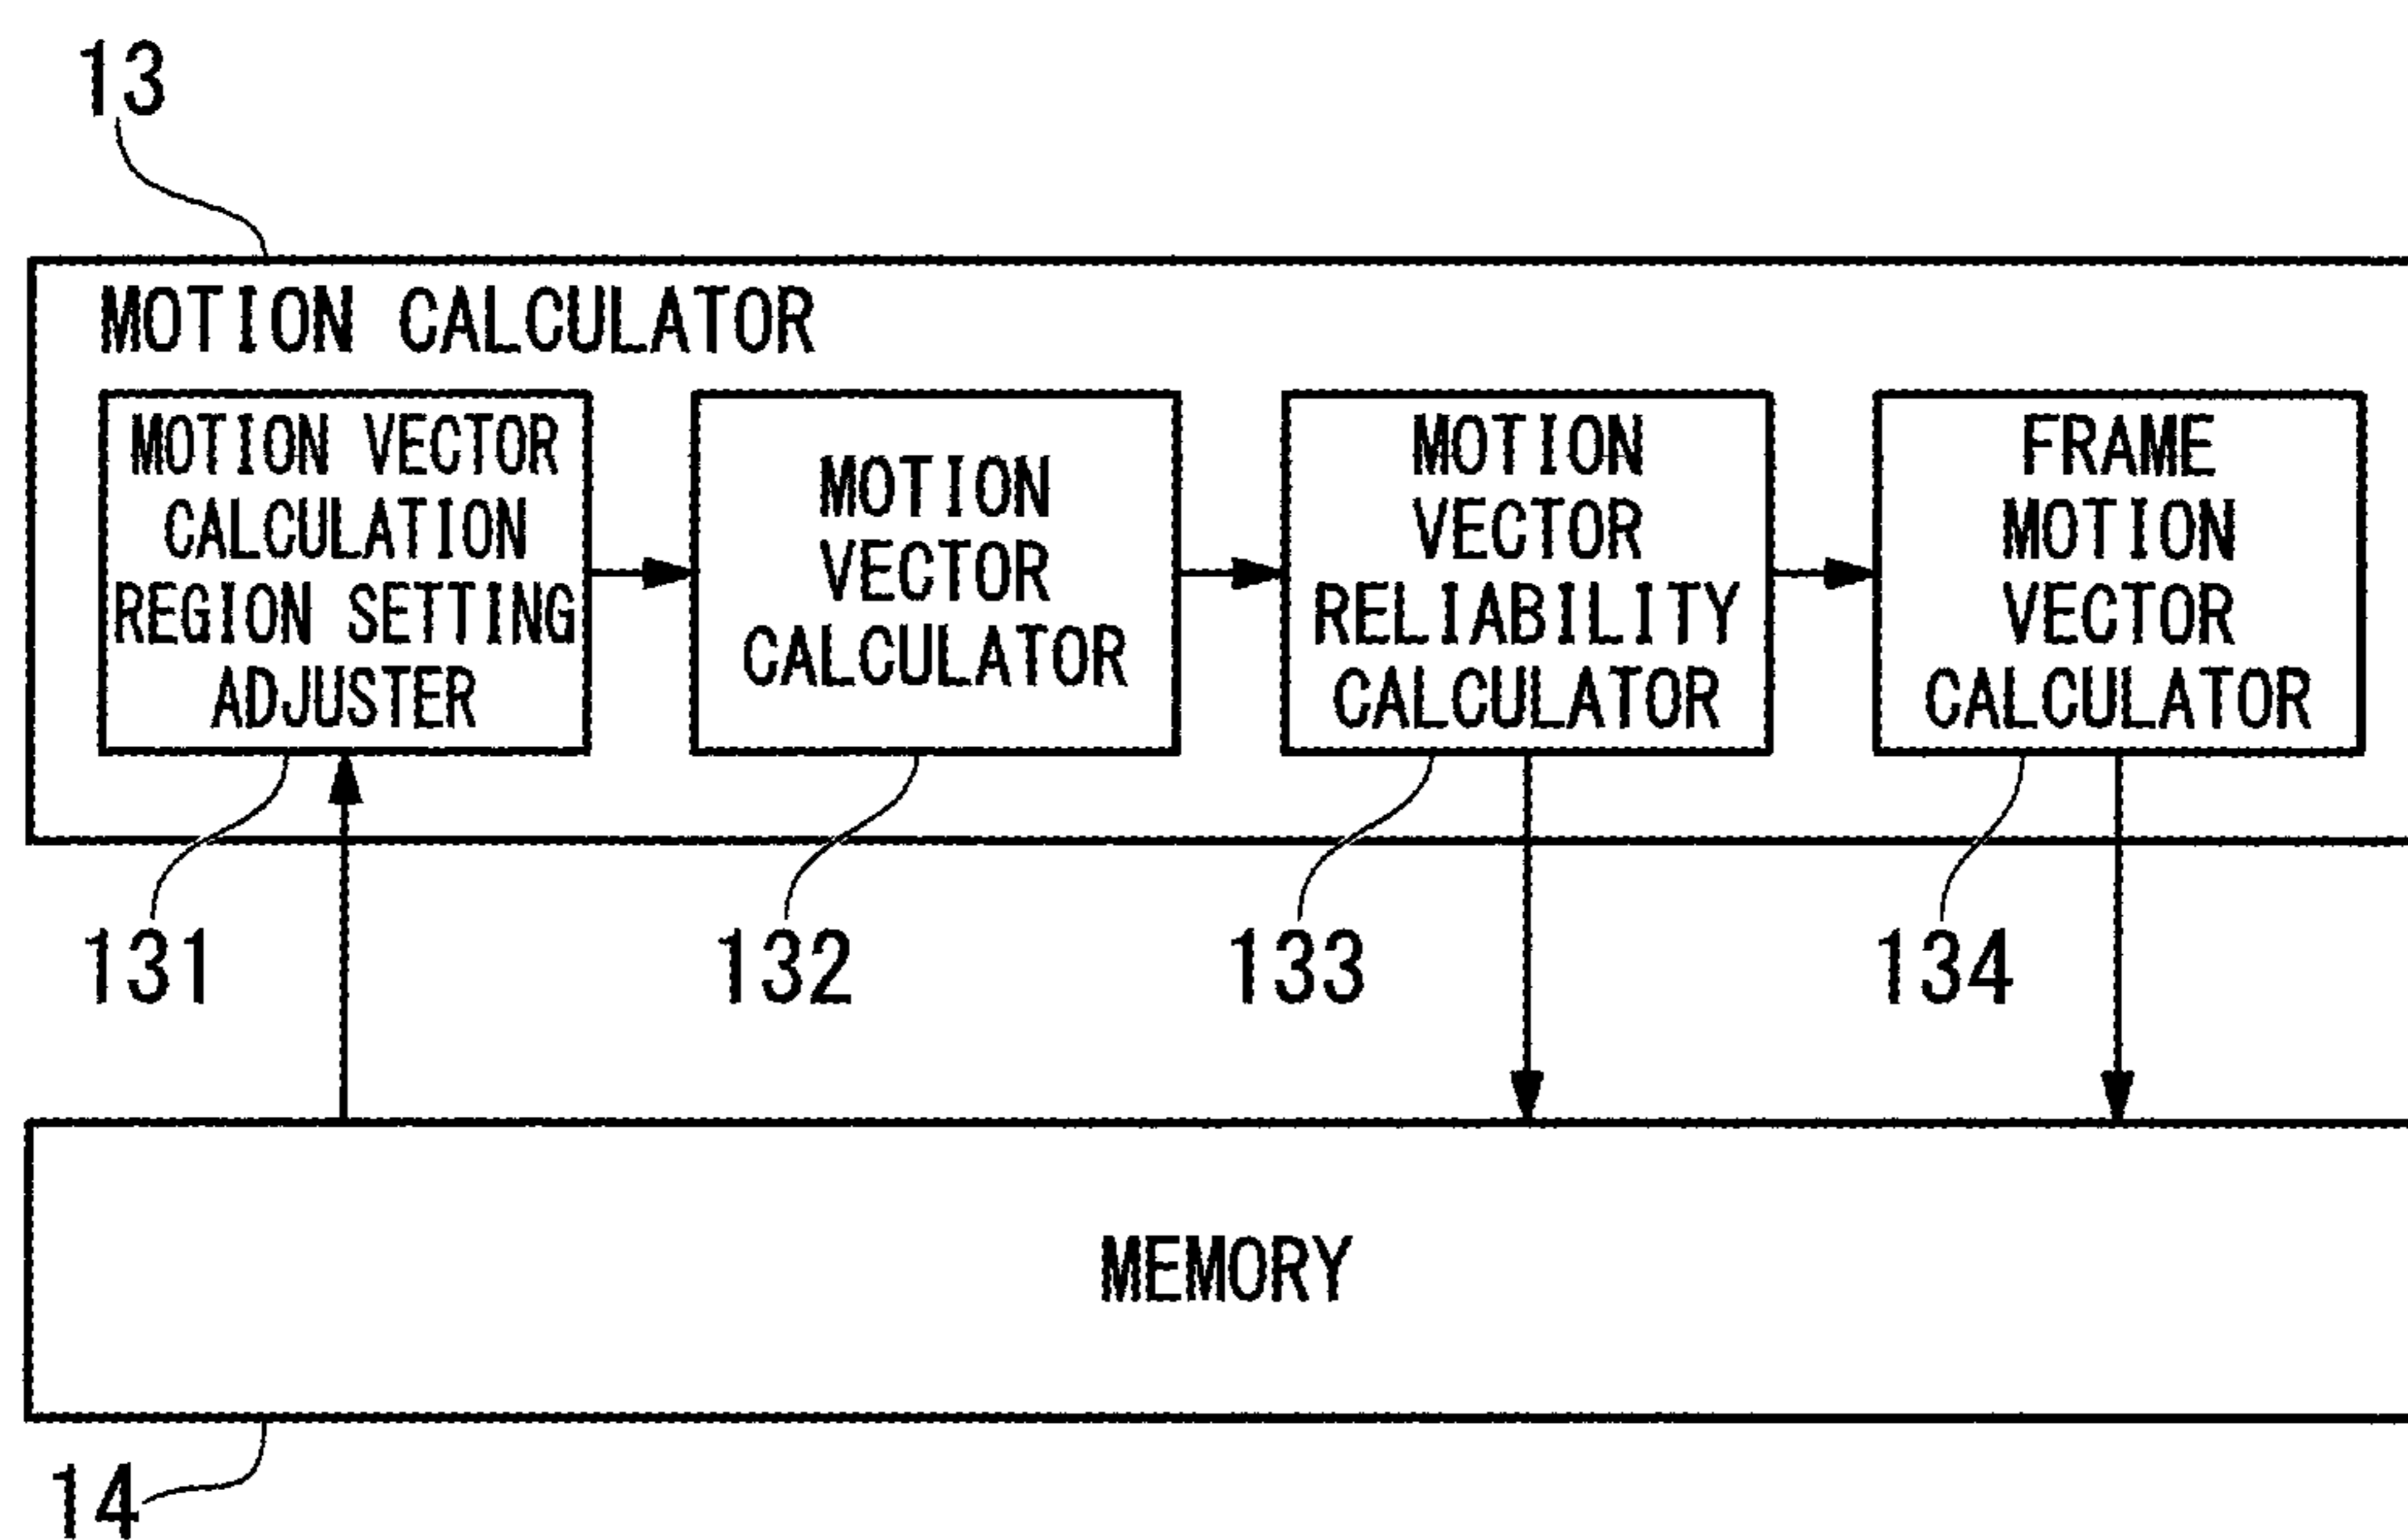 13
MOTION CALCULATOR
MOTION VECTOR
CALCULATION
REGION SETTING
ADJUSTER
MOTION
VECTOR
CALCULATOR
MOTION
VECTOR
RELIABILITY
CALCULATOR
FRAME
MOTION
VECTOR
CALCULATOR
131
132
133
134
MEMORY
14